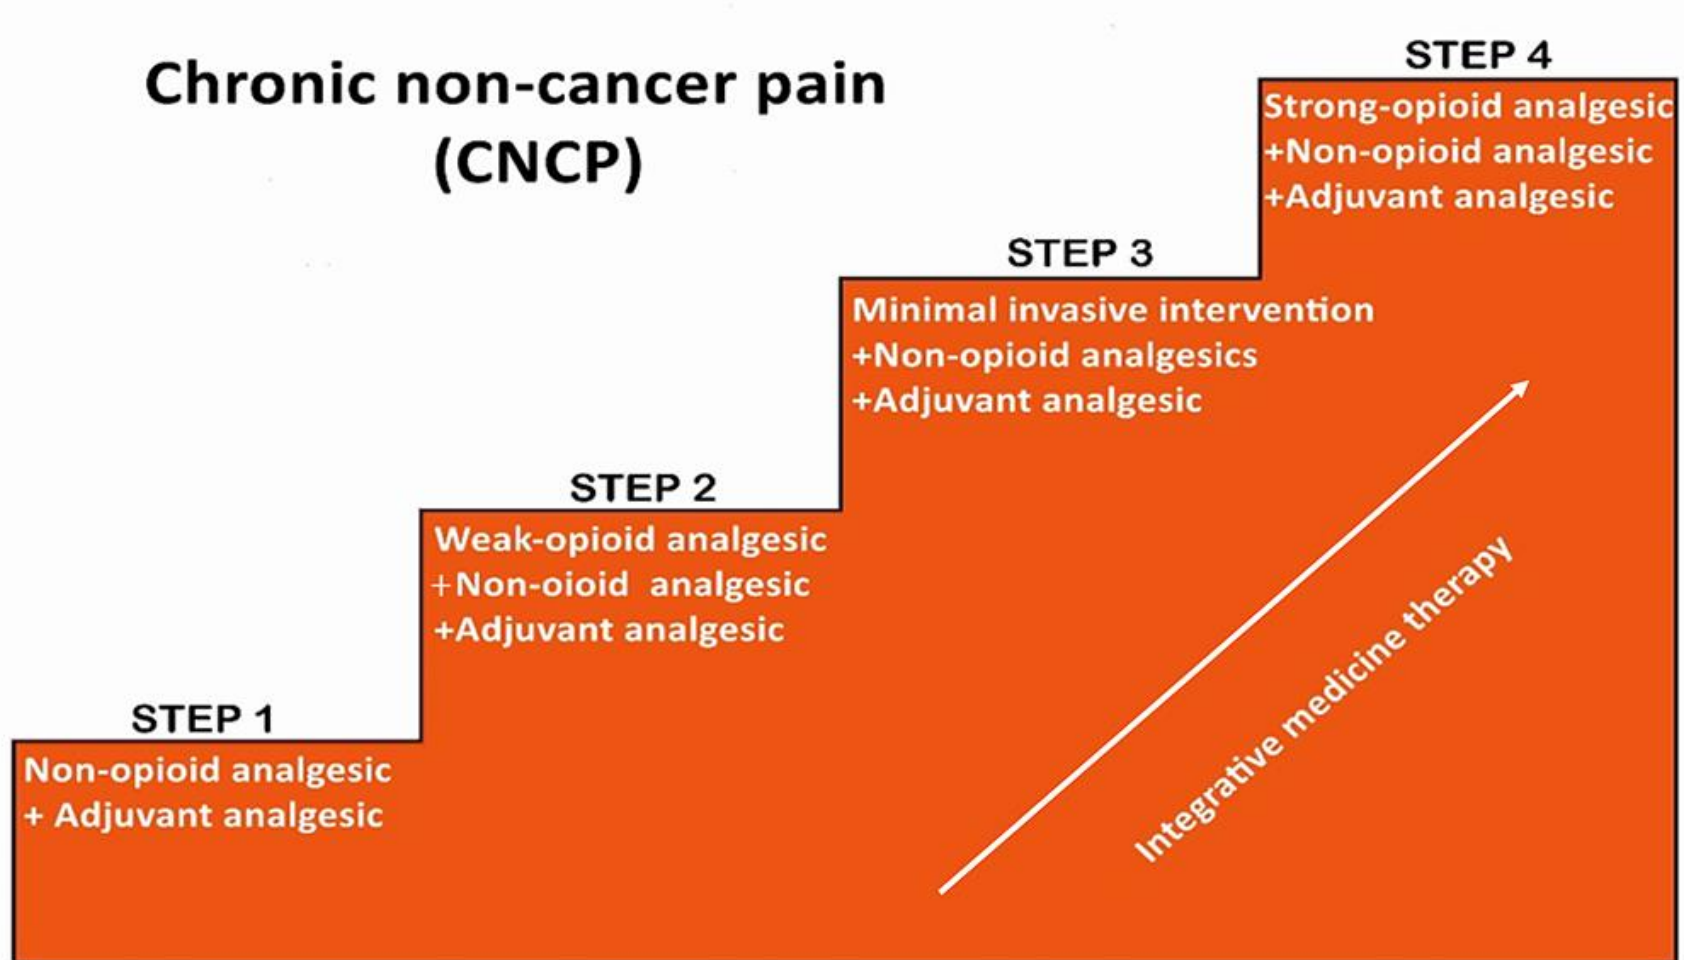 Chronic non-cancer pain
(CNCP)
STEP 4
Strong-opioid analgesic
+Non-opioid analgesic
+Adjuvant analgesic
STEP 3
Minimal invasive intervention
+Non-opioid analgesics
+Adjuvant analgesic
STEP 2
Weak-opioid analgesic
+Non-oioid  analgesic
+Adjuvant analgesic
STEP 1
Non-opioid analgesic
+ Adjuvant analgesic
Integrative medicine therapy